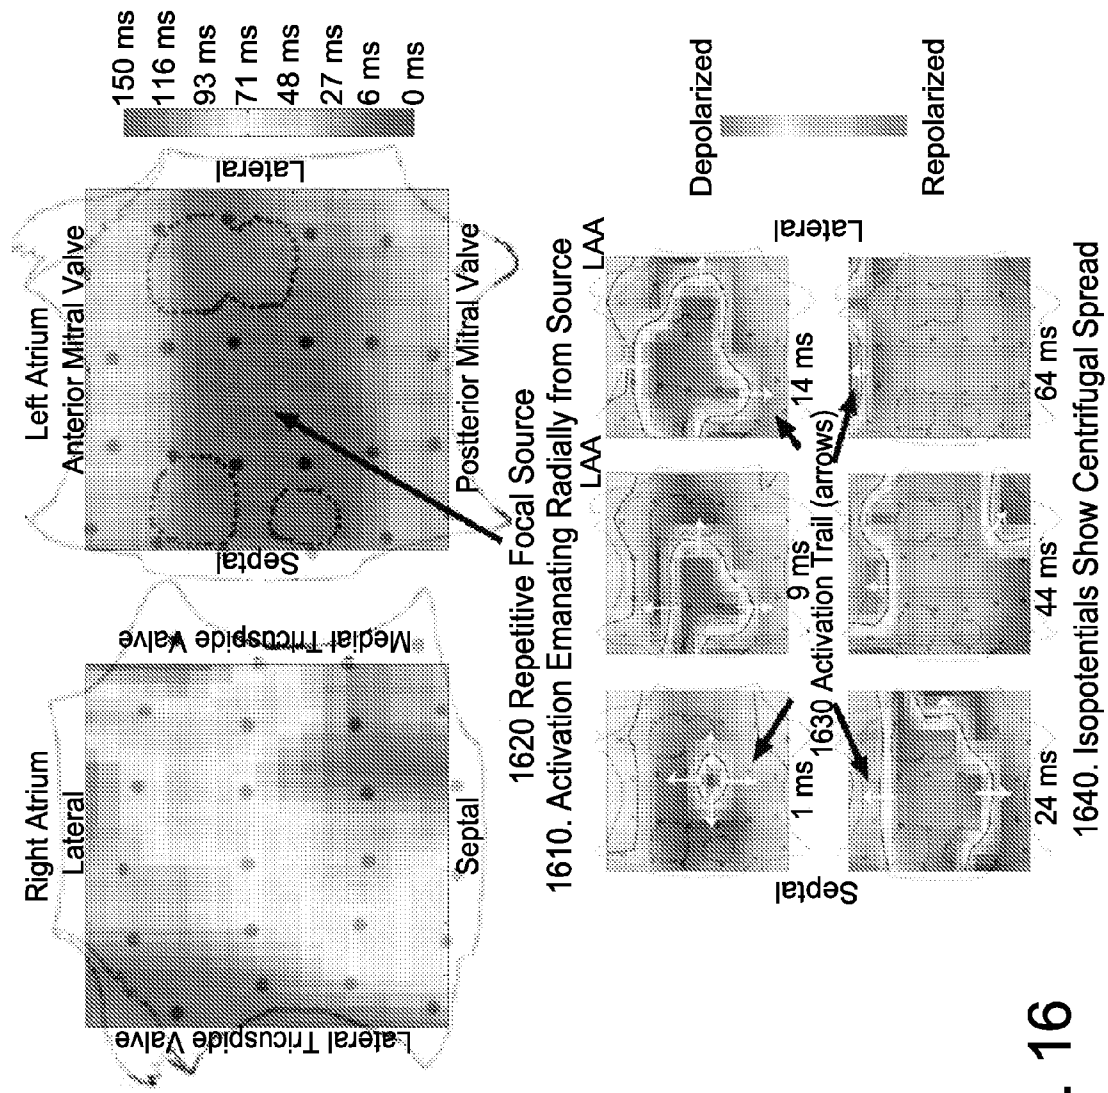 Right Atrium
Lateral
Lateral Tricuspide Valve
Medial Tricuspide Valve
Septal
Left Atrium
Anterior Mitral Valve
Septal
Lateral
Postterior Mitral Valve
150 ms
116 ms
93 ms
71 ms
48 ms
27 ms
6 ms
0 ms
1620 Repetitive Focal Source
1610. Activation Emanating Radially from Source
LAA
LAA
Septal
Lateral
1 ms
9 ms
14 ms
1630 Activation Trail (arrows)
24 ms
44 ms
64 ms
1640. Isopotentials Show Centrifugal Spread
Depolarized
Repolarized
. 16